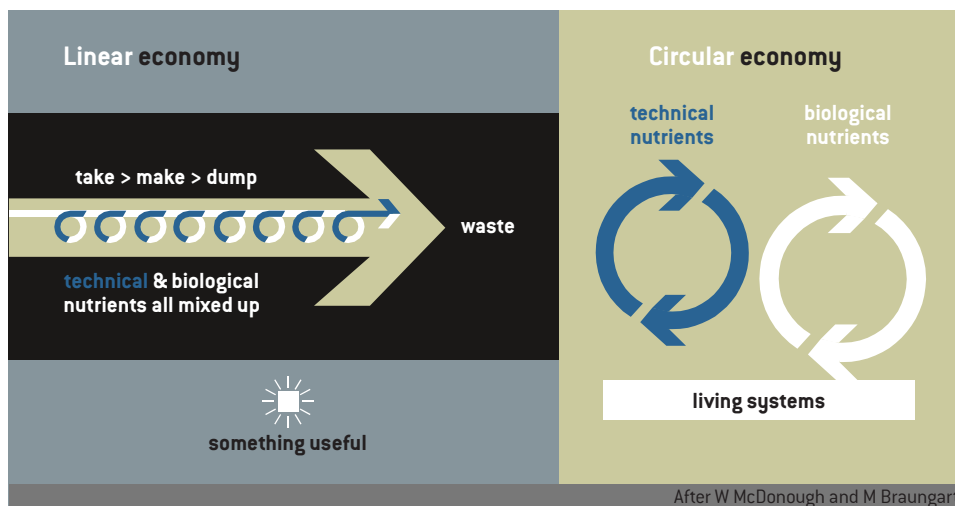 Linear economy
take > make > dump
waste
technical & biological
nutrients all mixed up
something useful
Circular economy
technical
nutrients
biological
nutrients
living systems
After W McDonough and M Braungart